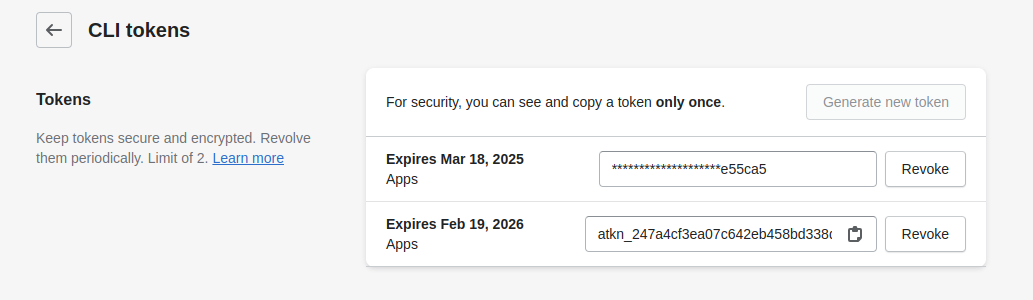 CLI tokens
Tokens
Keep tokens secure and encrypted. Revolve
them periodically. Limit of 2. Learn more
For security, you can see and copy a token only once.
Generate new token
Expires Mar 18, 2025
Apps
********************e55ca5
Revoke
Expires Feb 19, 2026
Apps
atkn_247a4cf3ea07c642eb458bd338c
Revoke